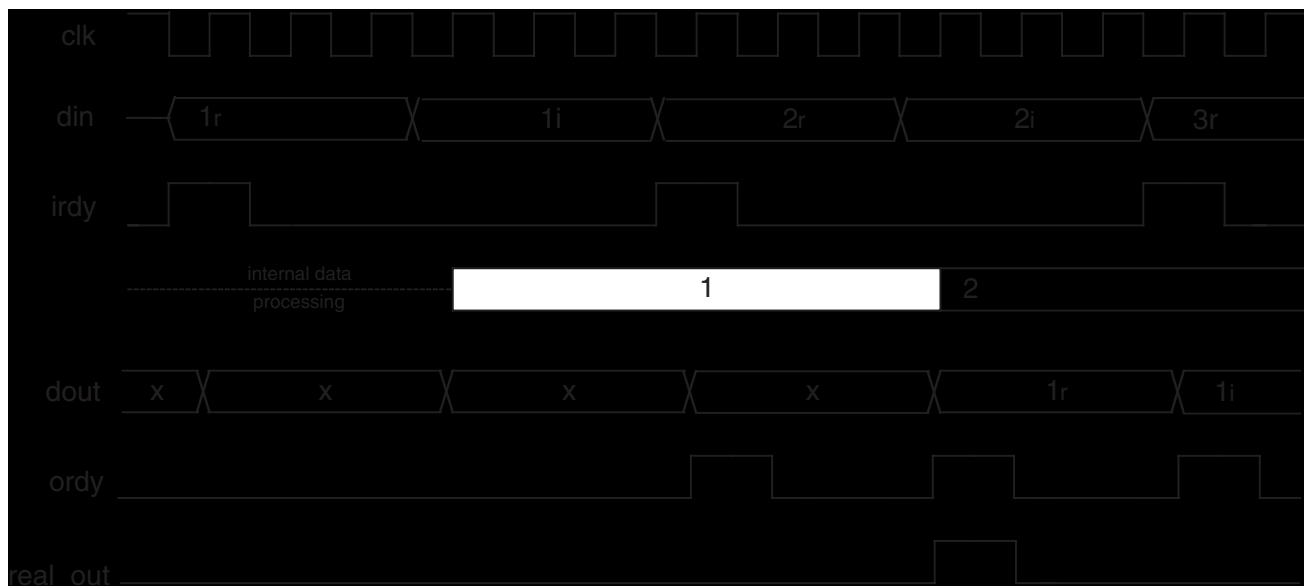 clk
din 1r 1i 2r 2i 3r
irdy
internal data
processing 1 2
dout x x x x 1r 1i
ordy
real_out